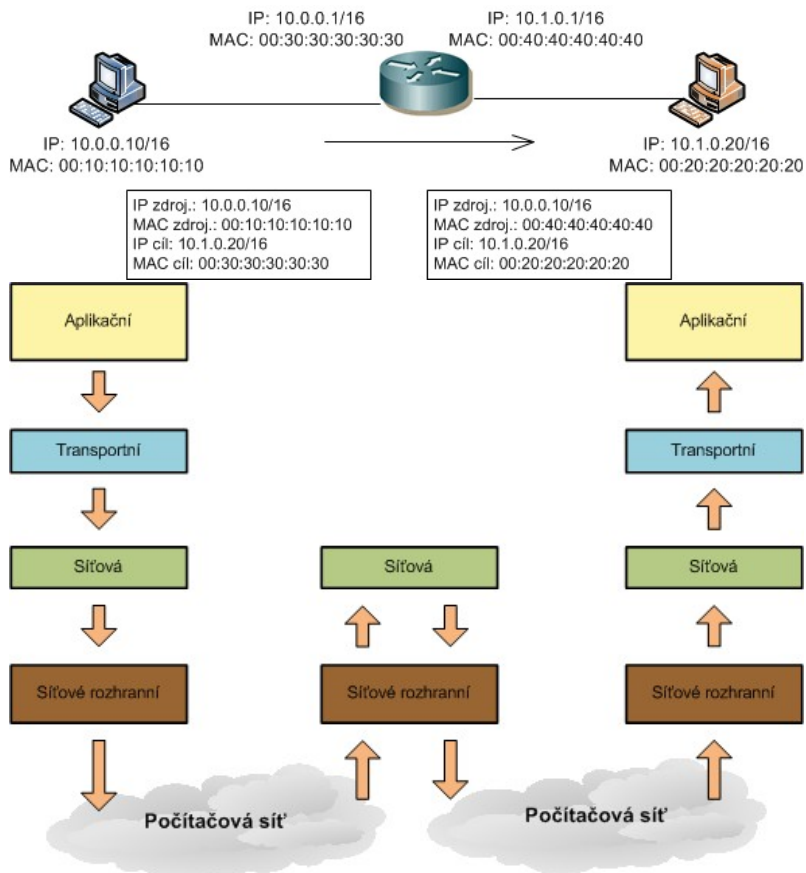 IP: 10.0.0.1/16
MAC: 00:30:30:30:30:30
IP: 10.1.0.1/16
MAC: 00:40:40:40:40:40
IP: 10.0.0.10/16
MAC: 00:10:10:10:10:10
IP: 10.1.0.20/16
MAC: 00:20:20:20:20:20
IP zdroj.: 10.0.0.10/16
MAC zdroj.: 00:10:10:10:10:10
IP cíl: 10.1.0.20/16
MAC cíl: 00:30:30:30:30:30
IP zdroj.: 10.0.0.10/16
MAC zdroj.: 00:40:40:40:40:40
IP cíl: 10.1.0.20/16
MAC cíl: 00:20:20:20:20:20
Aplikační
Aplikační
Transportní
Transportní
Síťová
Síťová
Síťová
Síťové rozhranní
Síťové rozhranní
Síťové rozhranní
Počítačová síť
Počítačová síť